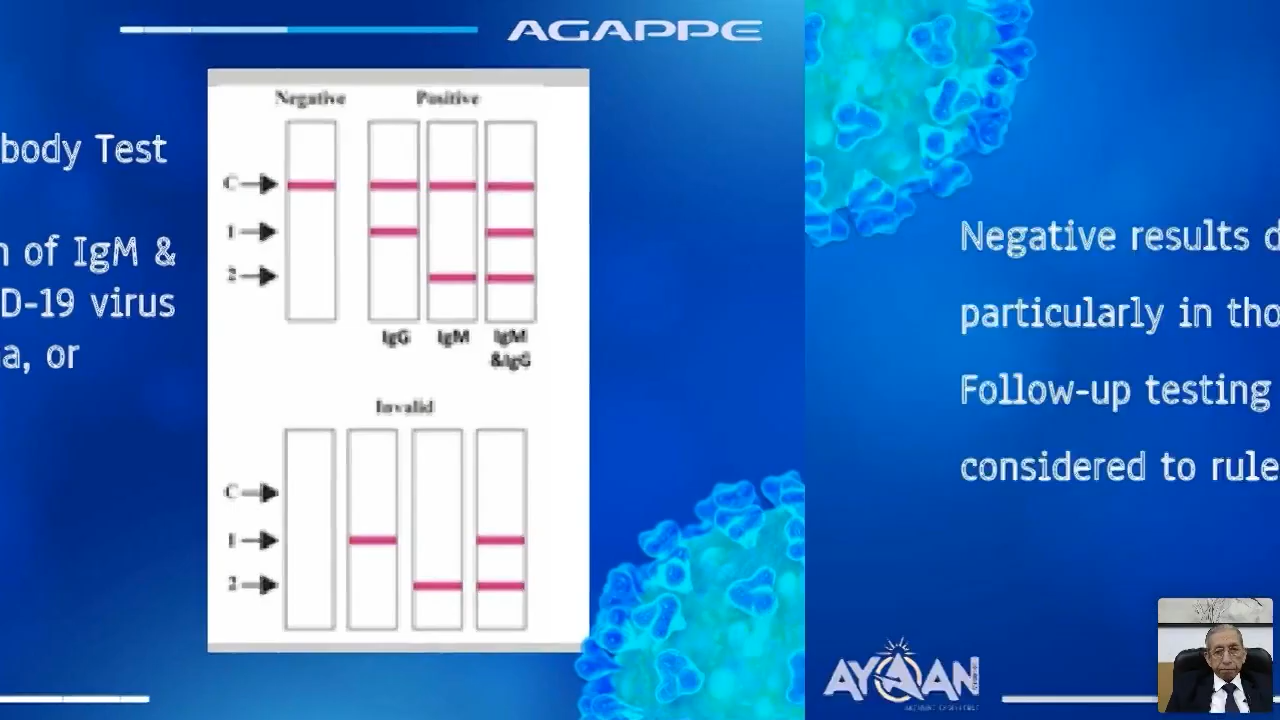 AGAPPE
body Test
n of IgM &
D-19 virus
a, or
Negative Positive
C
1
2
IgG IgM IgM
&IgG
Invalid
C
1
2
Negative results d
particularly in tho
Follow-up testing
considered to rule
AYAAN